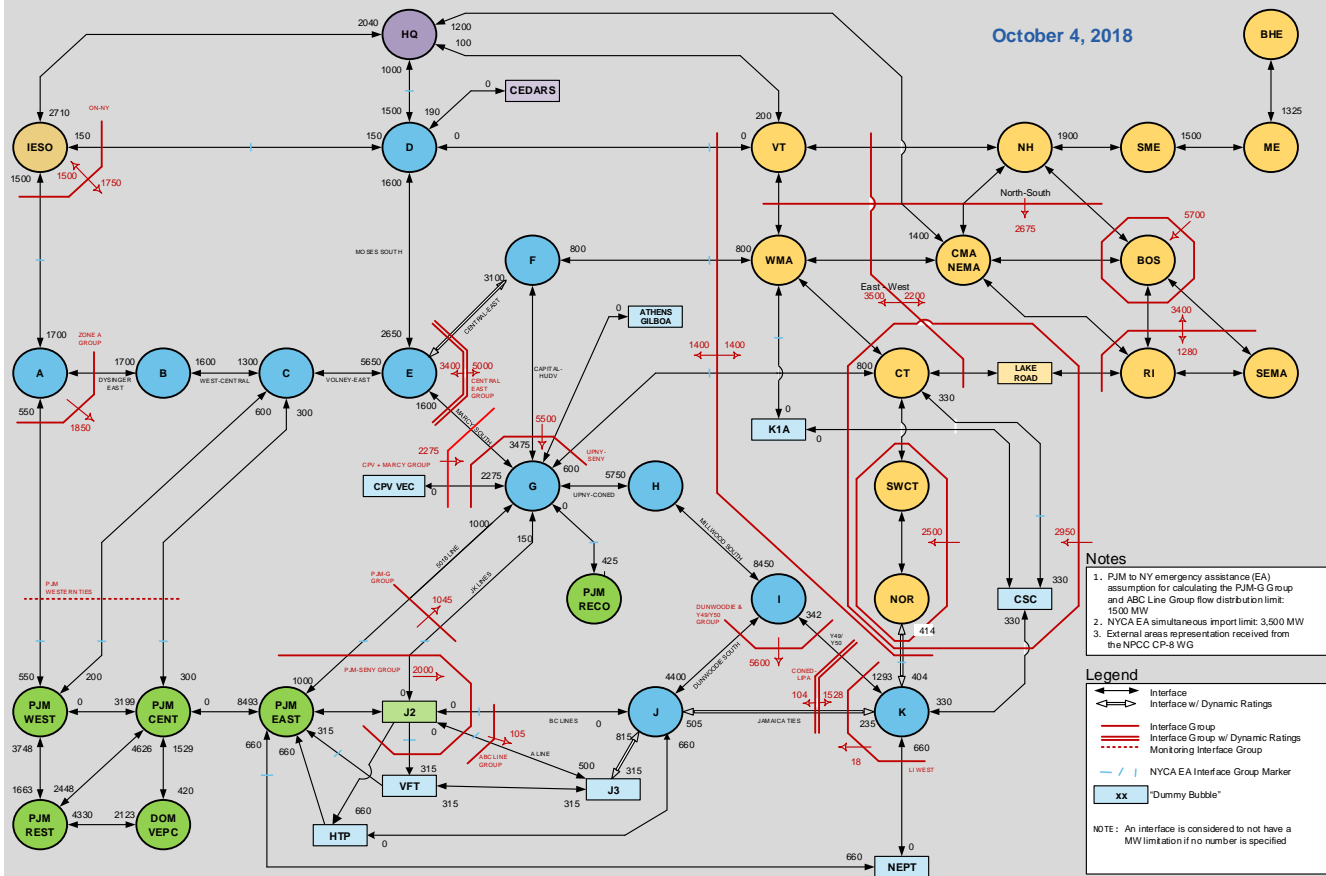 October 4, 2018
2040
HQ
1200
100
BHE
1000
0
CEDARS
1500
190
2710
ON-NY
200
1325
IESO
150
150
D
0
0
VT
NH
1900
SME
1500
ME
1500
1500
1750
1600
North-South
2675
5700
MOSES SOUTH
F
800
800
WMA
1400
CMA
NEMA
BOS
3100
CENTRAL-EAST
East - West
3500
2200
0
ATHENS
GILBOA
3400
1280
1700
ZONE A
GROUP
2650
1400
1400
A
1700
B
1600
1300
C
5650
E
3400
5000
CENTRAL
EAST
GROUP
CAPITAL-
HUDV
800
CT
LAKE
ROAD
RI
SEMA
DYSINGER
EAST
WEST-CENTRAL
VOLNEY-EAST
550
1850
600
300
1600
330
MARCY SOUTH
5500
0
K1A
0
2275
3475
UPNY-
SENY
CPV + MARCY GROUP
600
CPV VEC
0
2275
G
5750
H
SWCT
UPNY-CONED
0
1000
150
MILLWOOD SOUTH
2500
2950
5018 LINE
JK LINES
425
8450
PJM
WESTERN TIES
PJM-G
GROUP
1045
PJM
RECO
DUNWOODIE &
Y49/Y50
GROUP
I
342
NOR
CSC
330
330
Y49/
Y50
414
5600
DUNWOODIE SOUTH
CONED-
LIPA
550
200
300
1000
PJM-SENY GROUP
2000
4400
104
1528
1293
404
0
PJM
WEST
0
3199
PJM
CENT
0
8493
PJM
EAST
J2
0
BC LINES
0
J
505
JAMAICA TIES
235
K
330
3748
4626
1529
660
660
315
0
A LINE
105
815
660
18
660
ABC LINE
GROUP
LI WEST
500
315
1663
2448
420
315
VFT
315
315
J3
PJM
REST
4330
2123
DOM
VEPC
660
HTP
0
660
0
NEPT
Notes
1. PJM to NY emergency assistance (EA)
assumption for calculating the PJM-G Group
and ABC Line Group flow distribution limit:
1500 MW
2. NYCA EA simultaneous import limit: 3,500 MW
3. External areas representation received from
the NPCC CP-8 WG
Legend
Interface
Interface w/ Dynamic Ratings
Interface Group
Interface Group w/ Dynamic Ratings
Monitoring Interface Group
NYCA EA Interface Group Marker
xx
"Dummy Bubble"
NOTE: An interface is considered to not have a
MW limitation if no number is specified